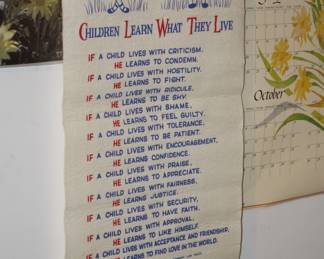 CHILDREN LEARN WHAT THEY LIVE
IF A CHILD LIVES WITH CRITICISM,
HE LEARNS TO CONDEMN.
IF A CHILD LIVES WITH HOSTILITY,
HE LEARNS TO FIGHT.
IF A CHILD LIVES WITH RIDICULE,
HE LEARNS TO BE SHY.
IF A CHILD LIVES WITH SHAME,
HE LEARNS TO FEEL GUILTY.
IF A CHILD LIVES WITH TOLERANCE,
HE LEARNS TO BE PATIENT.
IF A CHILD LIVES WITH ENCOURAGEMENT,
HE LEARNS CONFIDENCE.
IF A CHILD LIVES WITH PRAISE,
HE LEARNS TO APPRECIATE.
IF A CHILD LIVES WITH FAIRNESS,
HE LEARNS JUSTICE.
IF A CHILD LIVES WITH SECURITY,
HE LEARNS TO HAVE FAITH.
IF A CHILD LIVES WITH APPROVAL,
HE LEARNS TO LIKE HIMSELF.
IF A CHILD LIVES WITH ACCEPTANCE AND FRIENDSHIP,
HE LEARNS TO FIND LOVE IN THE WORLD.
October